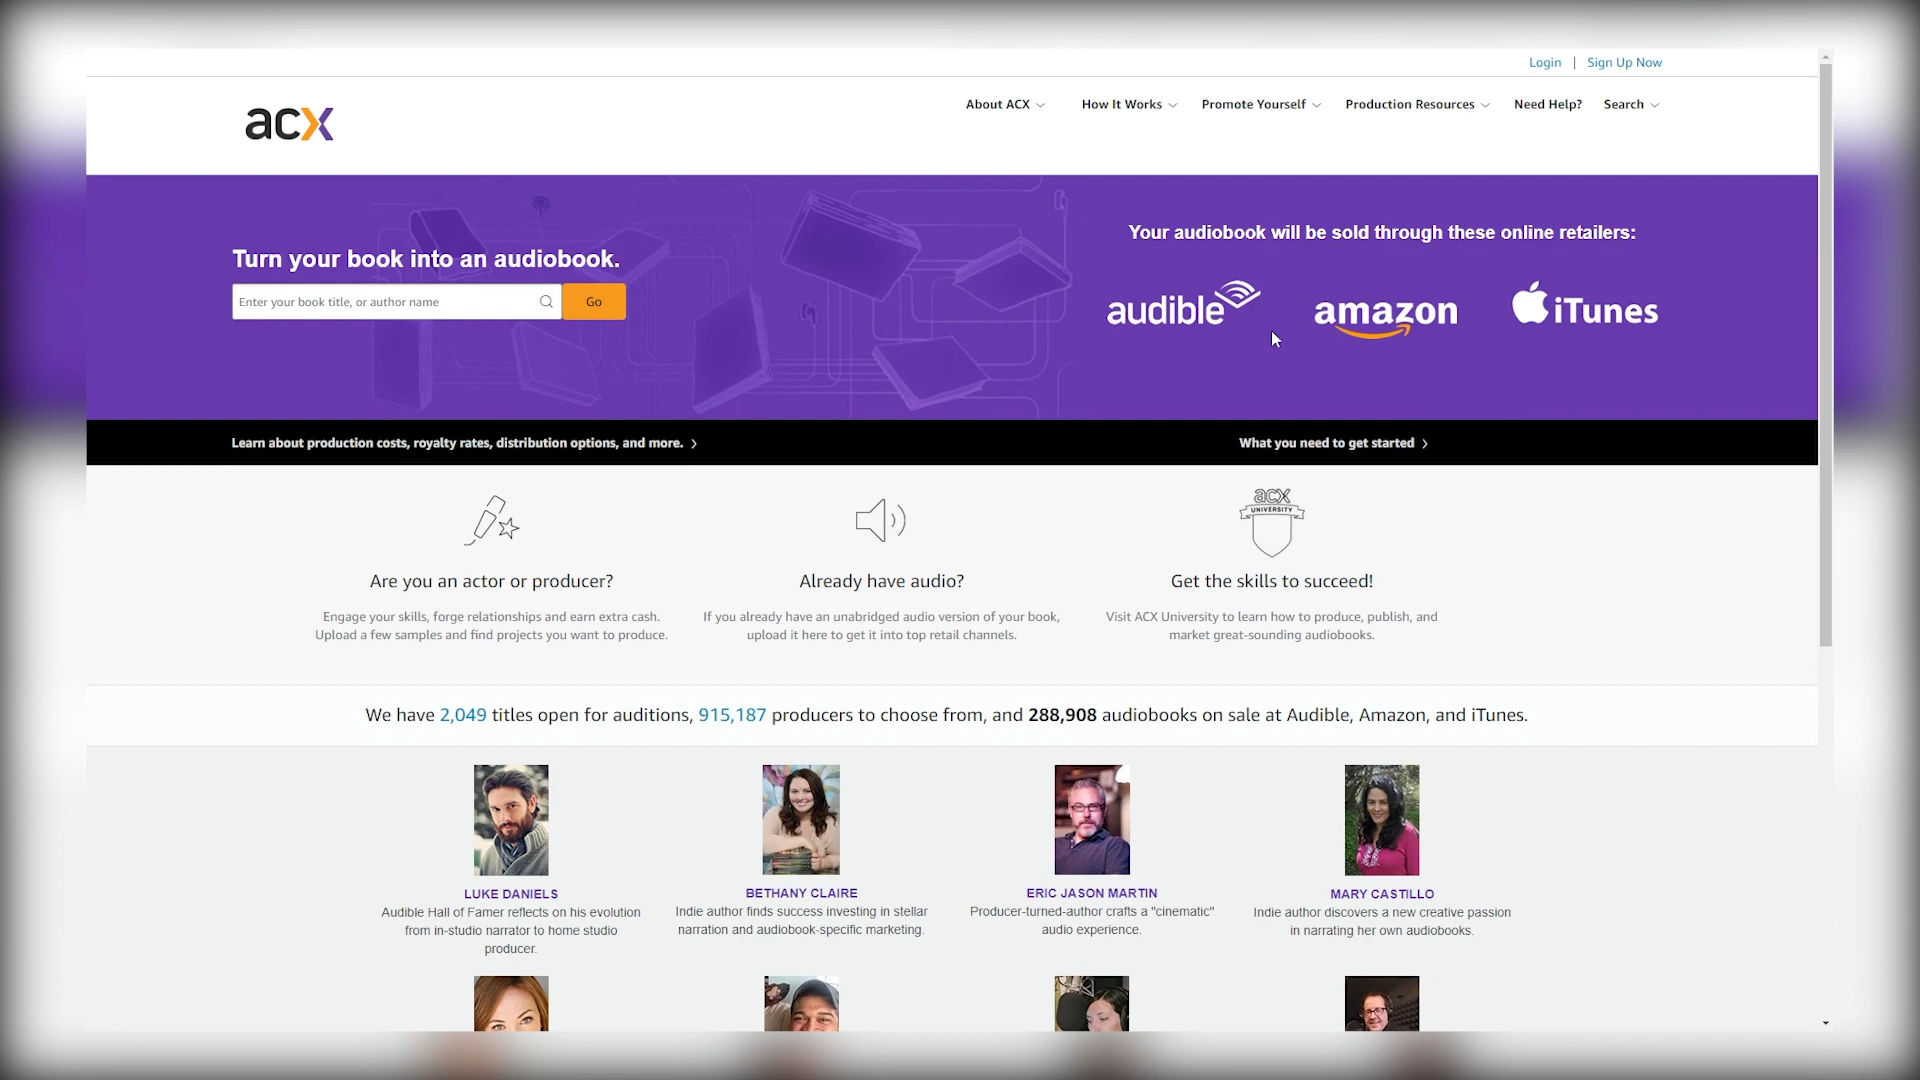 Login | Sign Up Now
acx
About ACX How It Works Promote Yourself Production Resources Need Help? Search
Your audiobook will be sold through these online retailers:
Turn your book into an audiobook.
Enter your book title, or author name Go
audible amazon iTunes
Learn about production costs, royalty rates, distribution options, and more. What you need to get started
acx
UNIVERSITY
Are you an actor or producer?
Engage your skills, forge relationships and earn extra cash.
Upload a few samples and find projects you want to produce.
Already have audio?
If you already have an unabridged audio version of your book,
upload it here to get it into top retail channels.
Get the skills to succeed!
Visit ACX University to learn how to produce, publish, and
market great-sounding audiobooks.
We have 2,049 titles open for auditions, 915,187 producers to choose from, and 288,908 audiobooks on sale at Audible, Amazon, and iTunes.
LUKE DANIELS
Audible Hall of Famer reflects on his evolution
from in-studio narrator to home studio
producer.
BETHANY CLAIRE
Indie author finds success investing in stellar
narration and audiobook-specific marketing.
ERIC JASON MARTIN
Producer-turned-author crafts a "cinematic"
audio experience.
MARY CASTILLO
Indie author discovers a new creative passion
in narrating her own audiobooks.